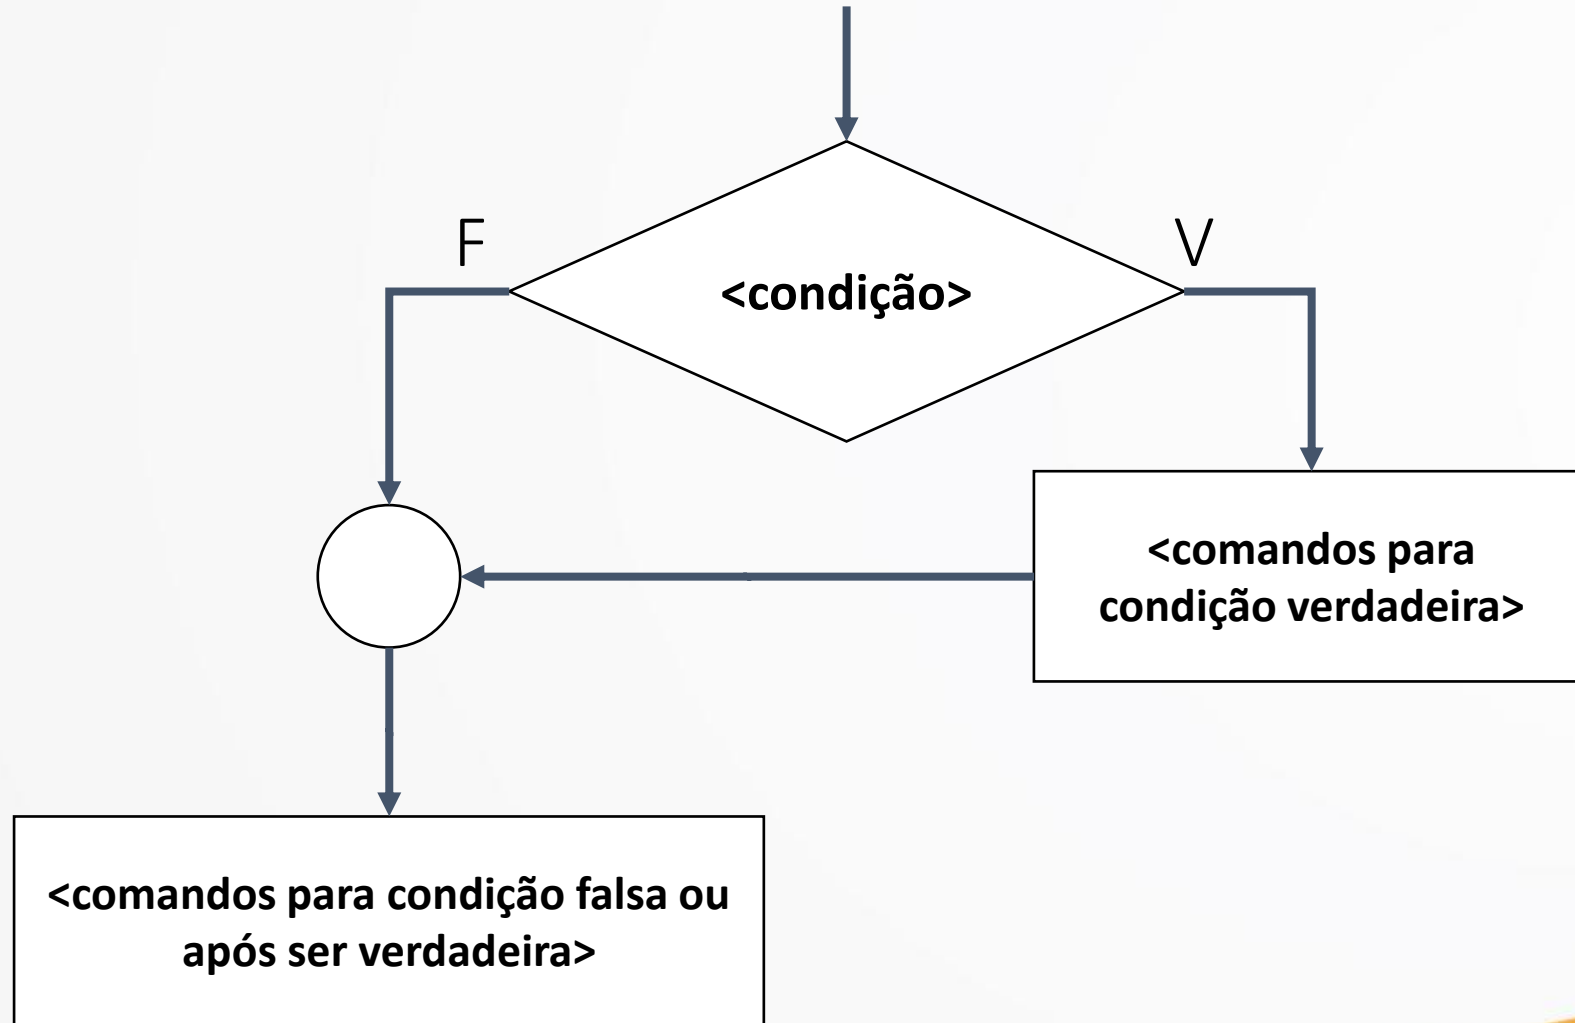 F
V
<condição>
<comandos para
condição verdadeira>
<comandos para condição falsa ou
após ser verdadeira>